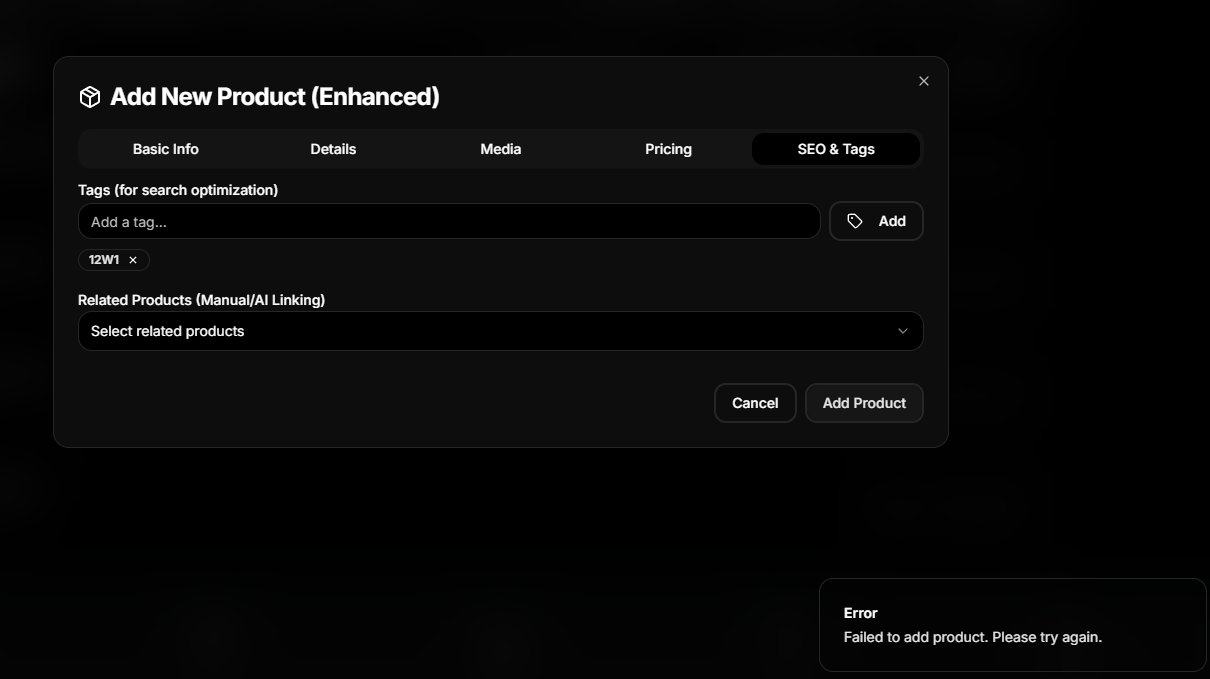 Add New Product (Enhanced)
Basic Info Details Media Pricing SEO & Tags
Tags (for search optimization)
Add a tag...
Add
12W1
Related Products (Manual/AI Linking)
Select related products
Cancel Add Product
Error
Failed to add product. Please try again.